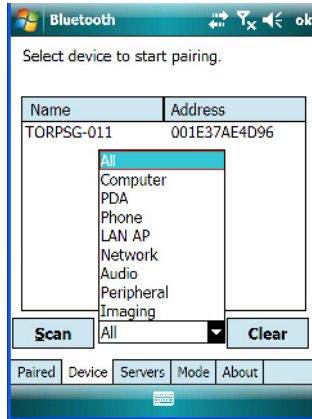 Bluetooth ok
Select device to start pairing.
Name Address
TORPSG-011 001E37AE4D96
All
Computer
PDA
Phone
LAN AP
Network
Audio
Peripheral
Imaging
Scan All Clear
Paired Device Servers Mode About